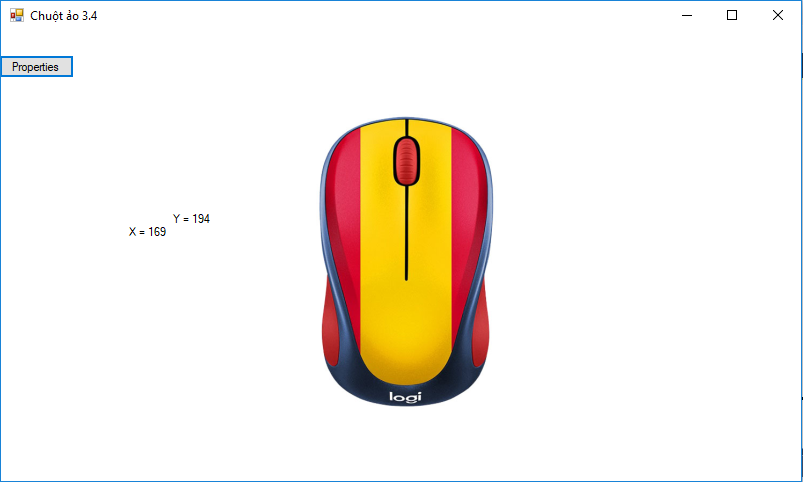 Chuột ảo 3.4
Properties
Y = 194
X = 169
logi